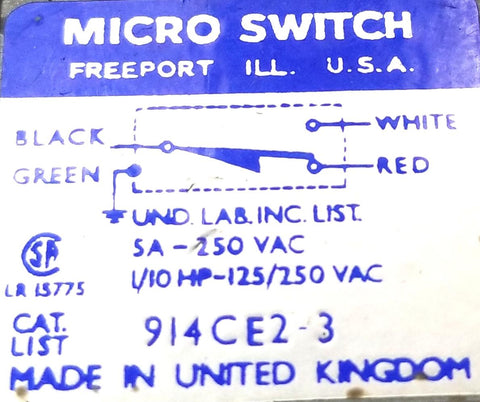 MICRO SWITCH
FREEPORT ILL. U.S.A.
WHITE
BLACK
RED
GREEN
UND. LAB. INC. LIST.
SA
5A - 250 VAC
LR 15775
1/10 HP-125/250 VAC
CAT.
LIST
914CE2-3
MADE IN UNITED KINGDOM